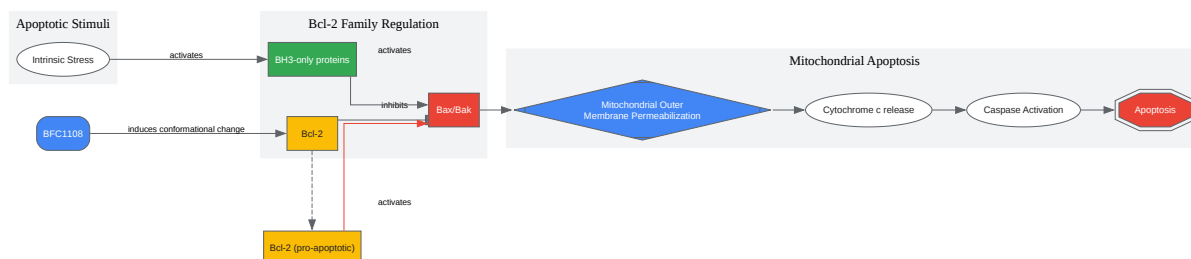 Apoptotic Stimuli
Bcl-2 Family Regulation
Mitochondrial Apoptosis
Intrinsic Stress
activates
BH3-only proteins
activates
inhibits
Bax/Bak
Mitochondrial Outer
Membrane Permeabilization
Cytochrome c release
Caspase Activation
Apoptosis
BFC1108
induces conformational change
Bcl-2
activates
Bcl-2 (pro-apoptotic)